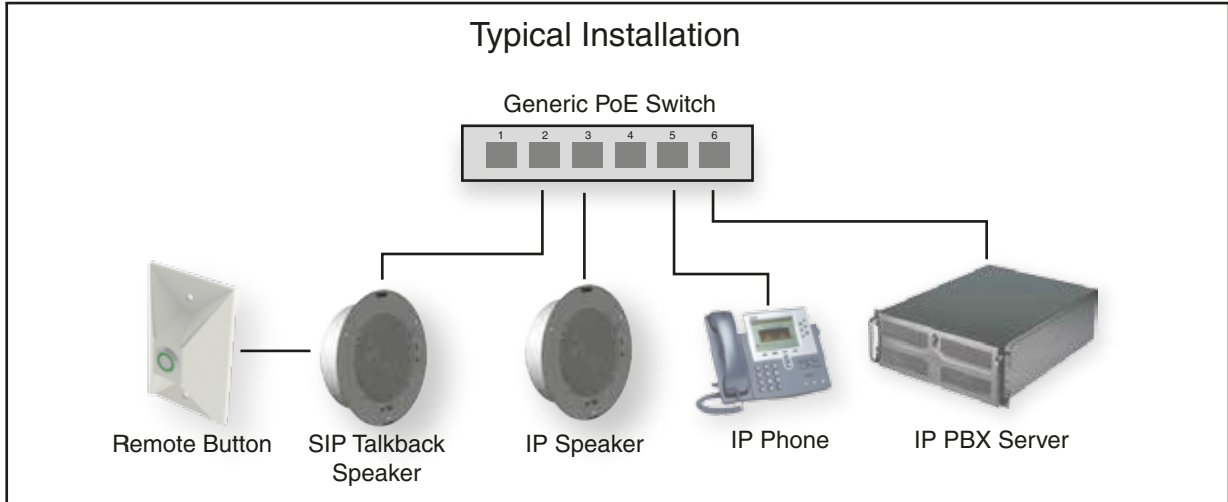 Typical Installation
Generic PoE Switch
1 2 3 4 5 6
Remote Button
SIP Talkback
Speaker
IP Speaker
IP Phone
IP PBX Server